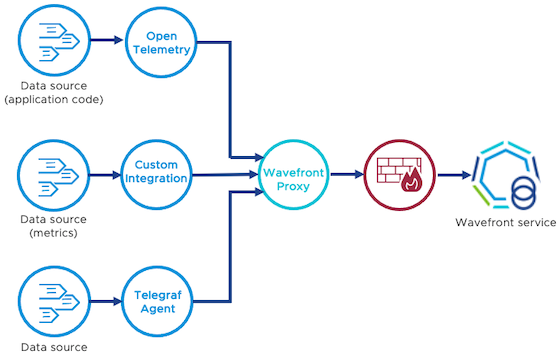 Open
Telemetry
Data source
(application code)
Custom
Integration
Wavefront
Proxy
Data source
(metrics)
Wavefront service
Telegraf
Agent
Data source